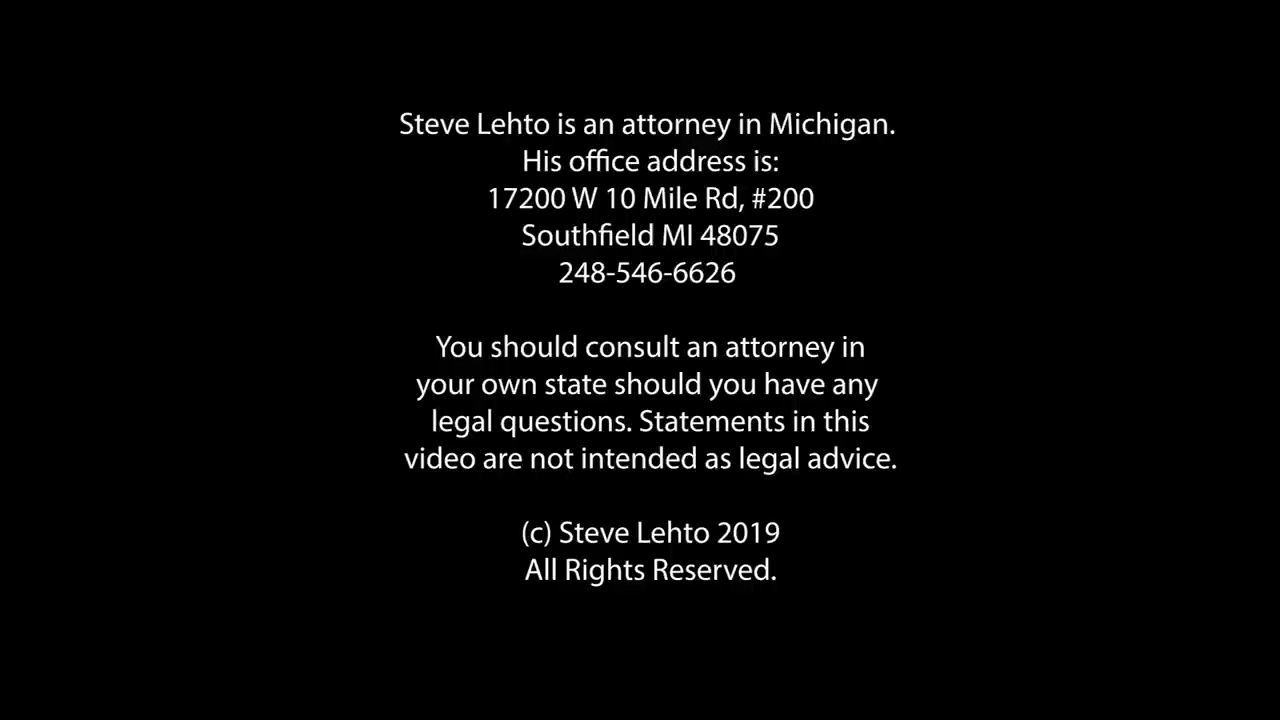 Steve Lehto is an attorney in Michigan.
His office address is:
17200 W 10 Mile Rd, #200
Southfield MI 48075
248-546-6626
You should consult an attorney in
your own state should you have any
legal questions. Statements in this
video are not intended as legal advice.
(c) Steve Lehto 2019
All Rights Reserved.